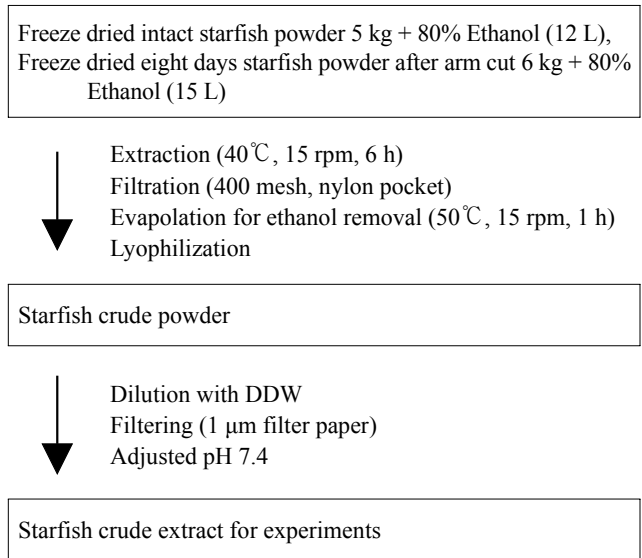 Freeze dried intact starfish powder 5 kg + 80% Ethanol (12 L),
Freeze dried eight days starfish powder after arm cut 6 kg + 80%
Ethanol (15 L)
Extraction (40℃, 15 rpm, 6 h)
Filtration (400 mesh, nylon pocket)
Evapolation for ethanol removal (50℃, 15 rpm, 1 h)
Lyophilization
Starfish crude powder
Dilution with DDW
Filtering (1 μm filter paper)
Adjusted pH 7.4
Starfish crude extract for experiments